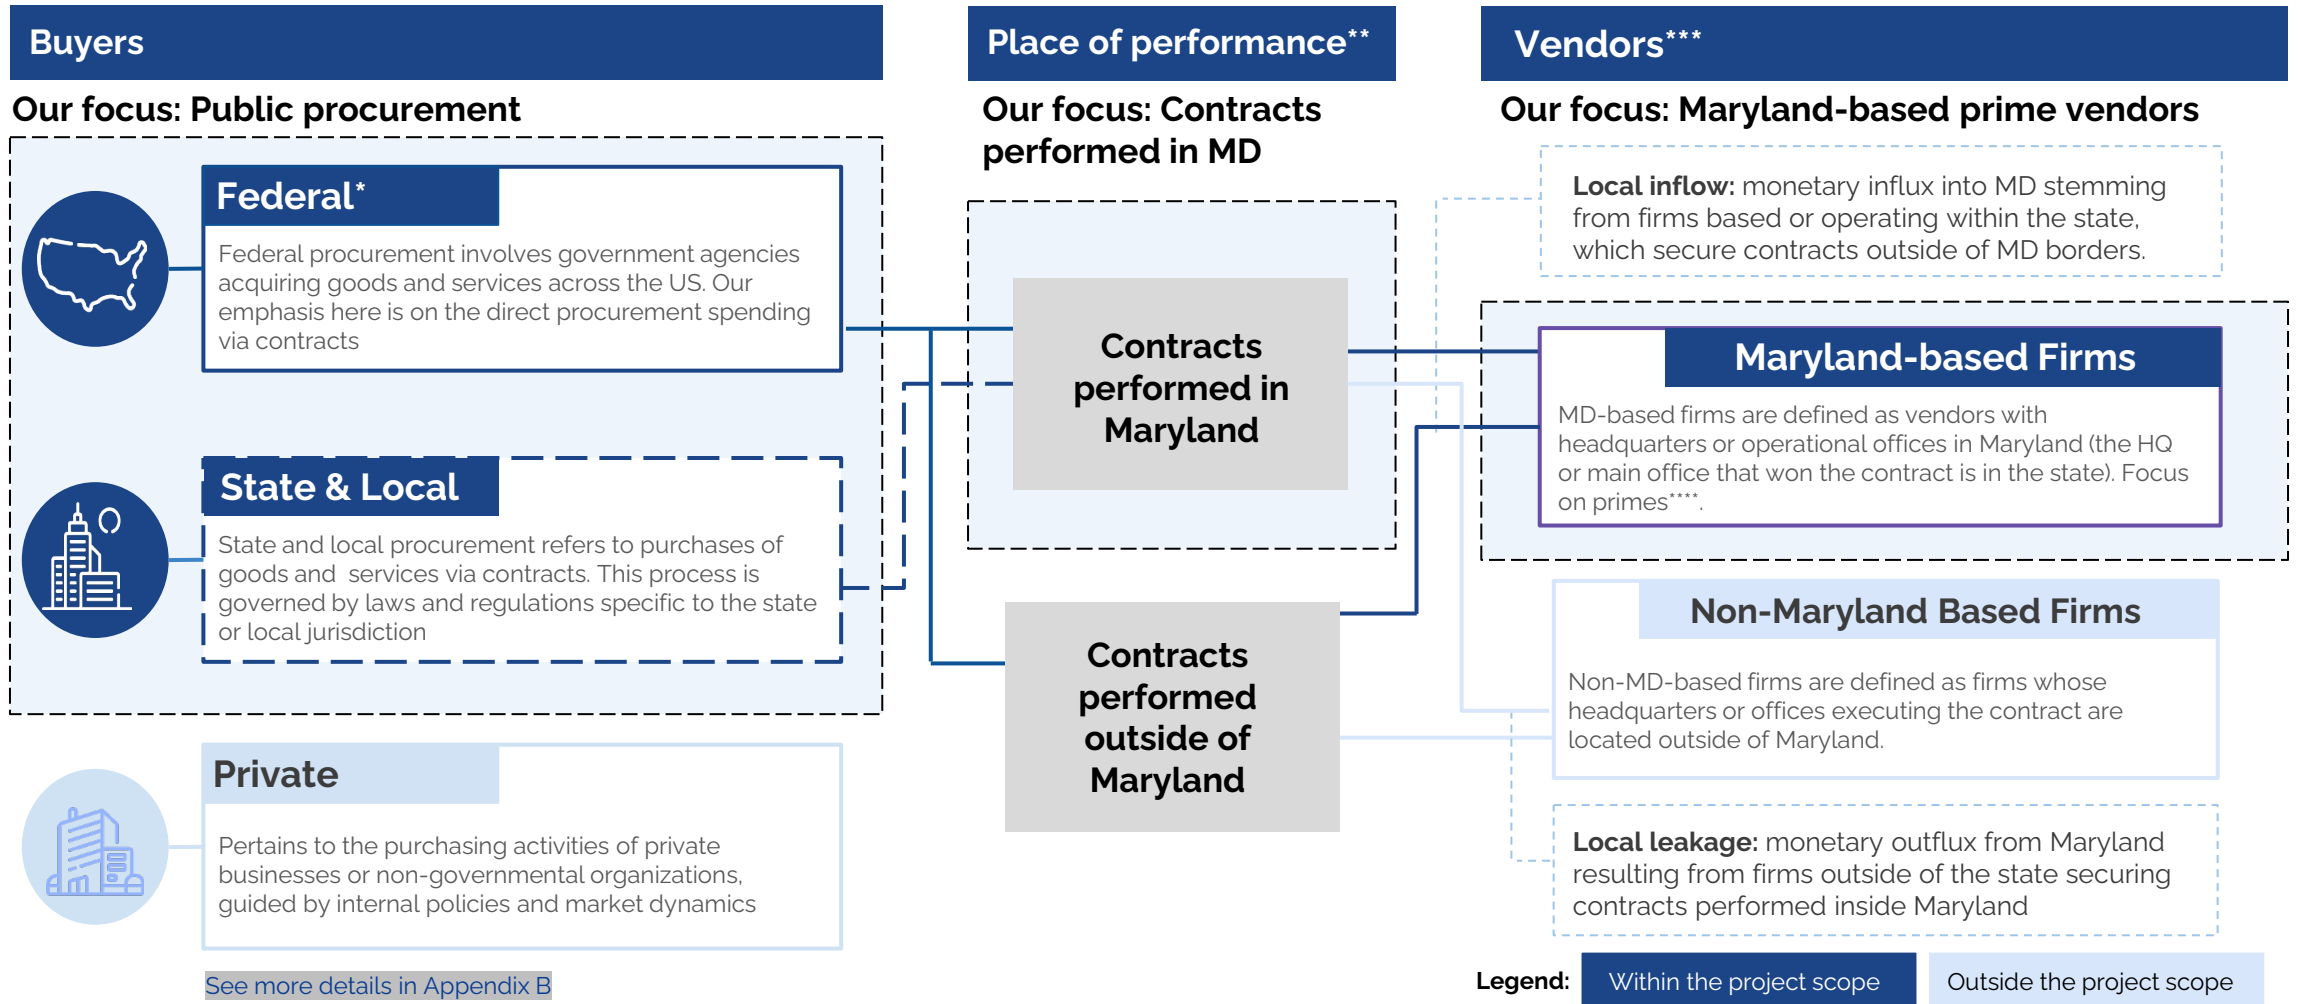 Buyers
Our focus: Public procurement
Federal*
Federal procurement involves government agencies
acquiring goods and services across the US. Our
emphasis here is on the direct procurement spending
via contracts
State & Local
State and local procurement refers to purchases of
goods and  services via contracts. This process is
governed by laws and regulations specific to the state
or local jurisdiction
Private
Pertains to the purchasing activities of private
businesses or non-governmental organizations,
guided by internal policies and market dynamics
See more details in Appendix B
Place of performance**
Our focus: Contracts
performed in MD
Contracts
performed in
Maryland
Contracts
performed
outside of
Maryland
Vendors***
Our focus: Maryland-based prime vendors
Local inflow: monetary influx into MD stemming
from firms based or operating within the state,
which secure contracts outside of MD borders.
Maryland-based Firms
MD-based firms are defined as vendors with
headquarters or operational offices in Maryland (the HQ
or main office that won the contract is in the state). Focus
on primes****.
Non-Maryland Based Firms
Non-MD-based firms are defined as firms whose
headquarters or offices executing the contract are
located outside of Maryland.
Local leakage: monetary outflux from Maryland
resulting from firms outside of the state securing
contracts performed inside Maryland
Legend:
Within the project scope
Outside the project scope